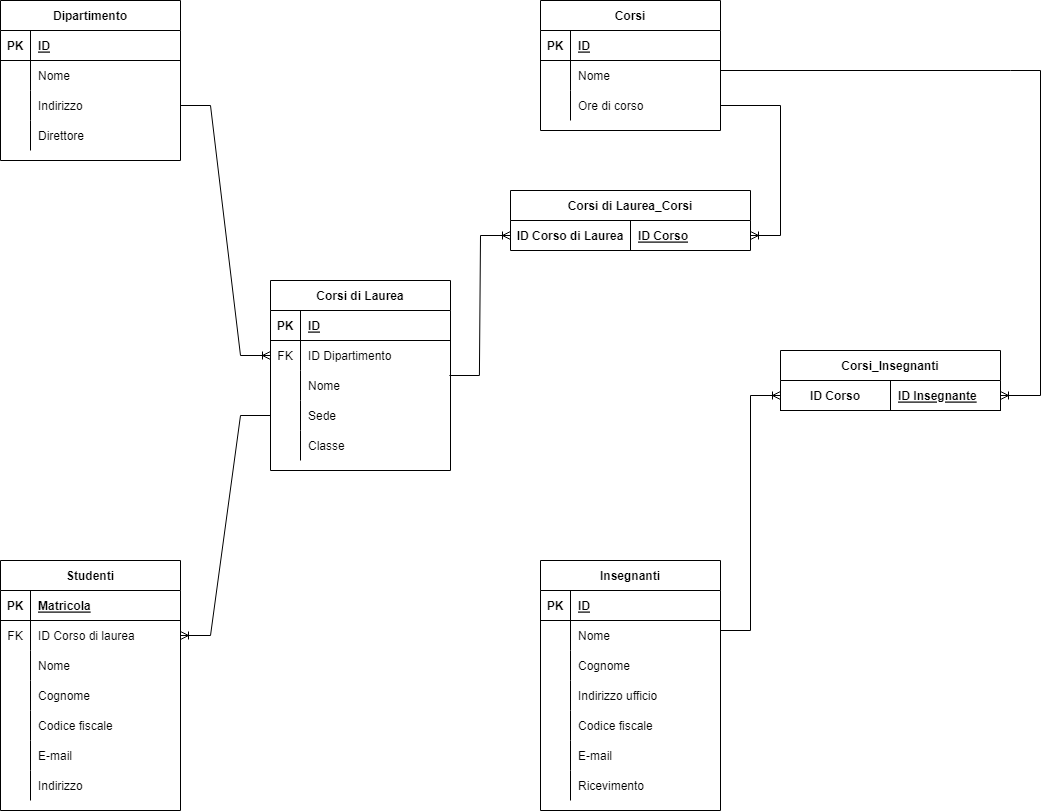 Dipartimento
PK ID
Nome
Indirizzo
Direttore
Corsi
PK ID
Nome
Ore di corso
Corsi di Laurea_Corsi
ID Corso di Laurea ID Corso
Corsi di Laurea
PK ID
FK ID Dipartimento
Nome
Sede
Classe
Corsi_Insegnanti
ID Corso ID Insegnante
Studenti
PK Matricola
FK ID Corso di laurea
Nome
Cognome
Codice fiscale
E-mail
Indirizzo
Insegnanti
PK ID
Nome
Cognome
Indirizzo ufficio
Codice fiscale
E-mail
Ricevimento